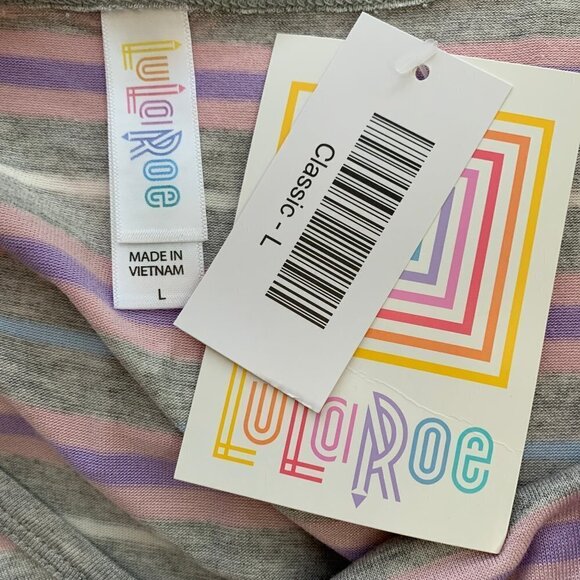 LuLaRoe
MADE IN
VIETNAM
L
Classic - L
LuLaRoe